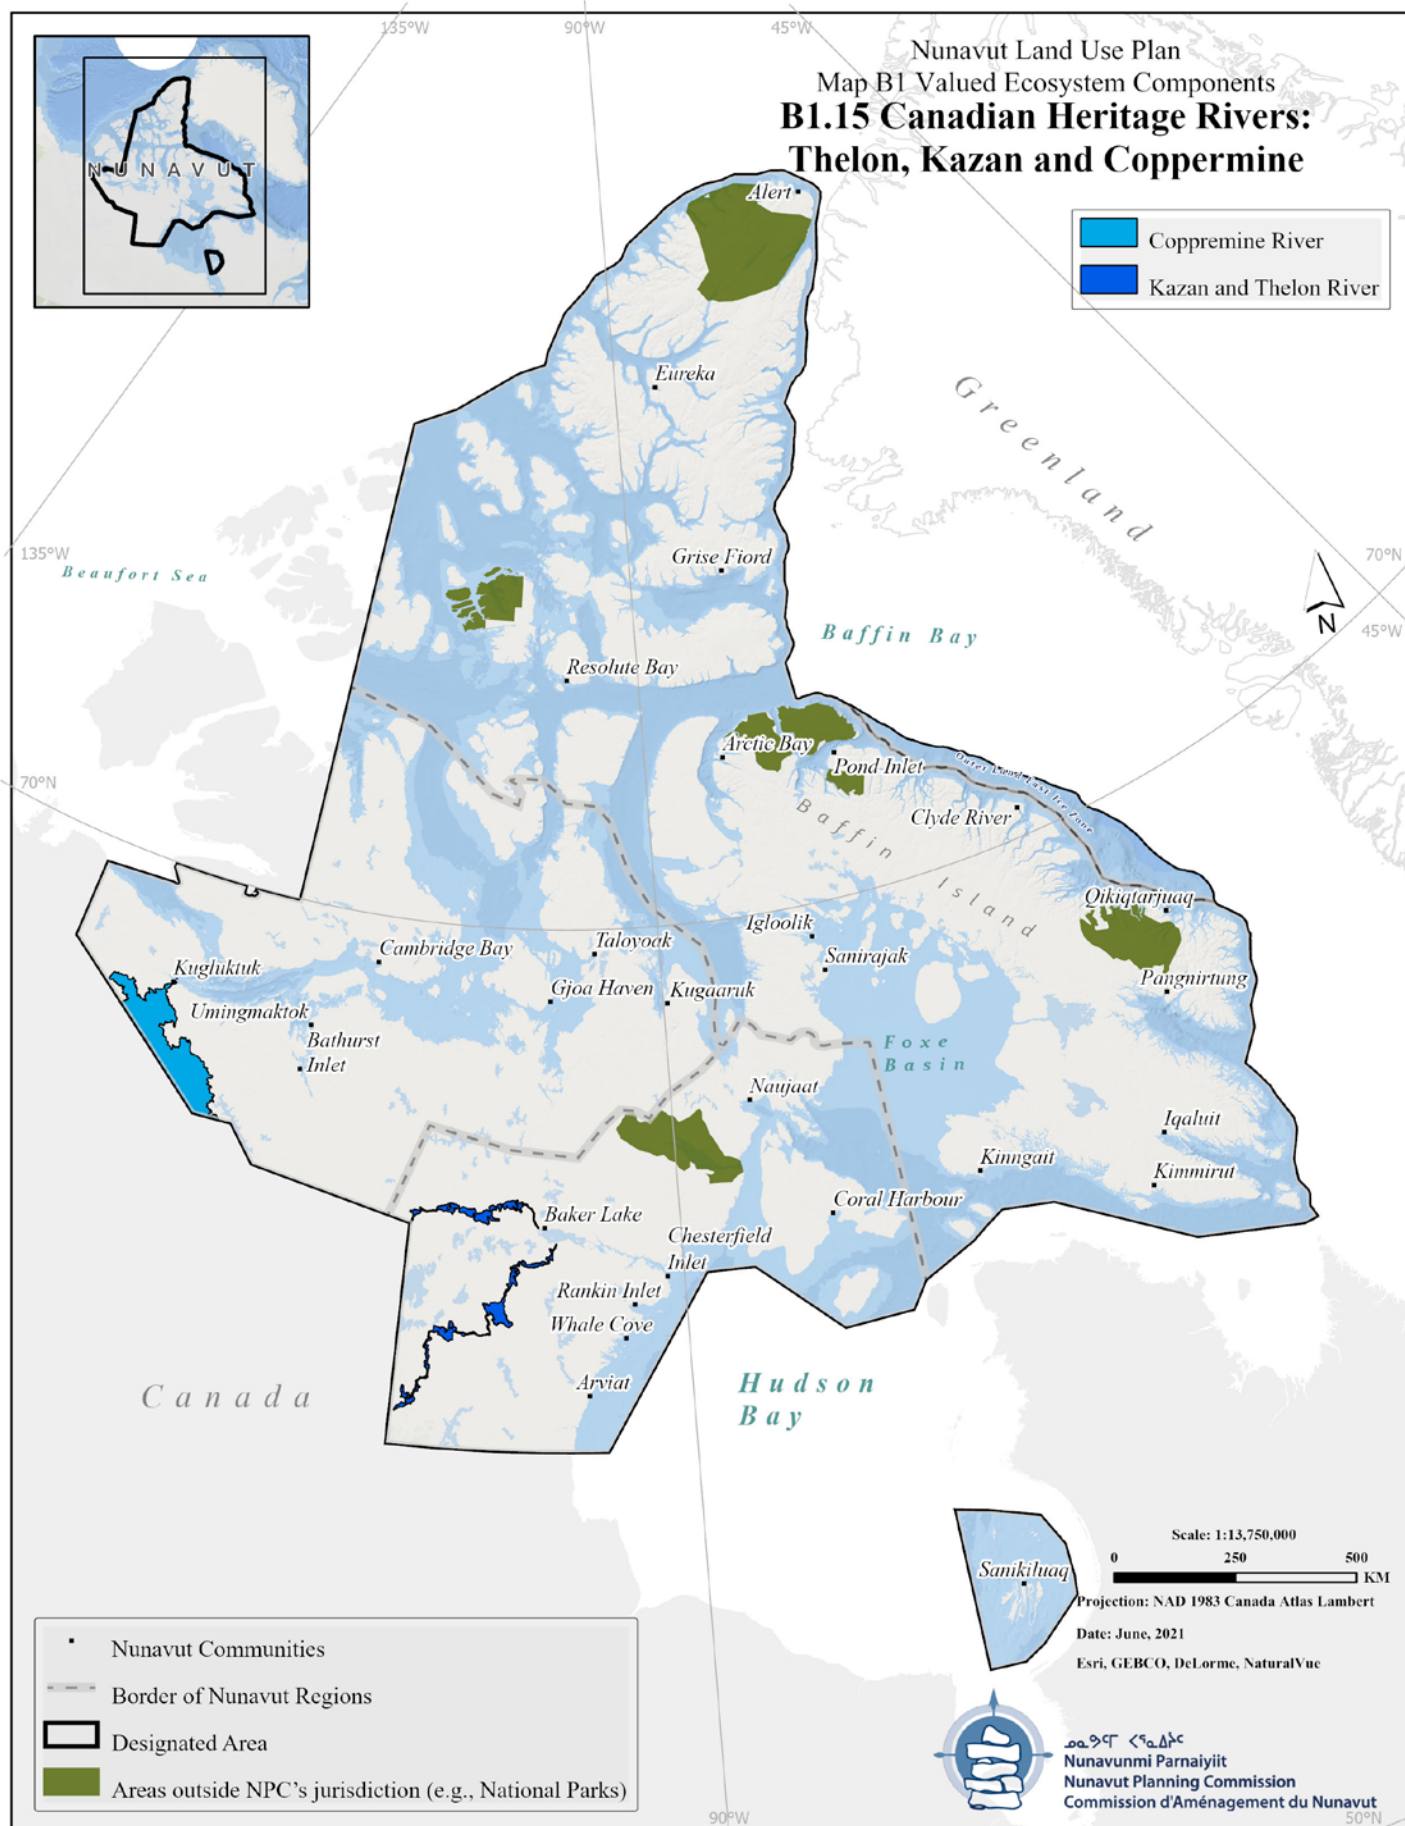 135°W
90°W
45°W
Nunavut Land Use Plan
Map B1 Valued Ecosystem Components
B1.15 Canadian Heritage Rivers:
Thelon, Kazan and Coppermine
NUNAVUT
Coppremine River
Kazan and Thelon River
Alert
Eureka
Greenland
Grise Fiord
135°W
Beaufort Sea
70°N
45°W
N
Baffin Bay
Resolute Bay
Arctic Bay
Pond Inlet
Outer Land Fast Ice Zone
70°N
Clyde River
Baffin
Island
Qikiqtarjuaq
Igloolik
Taloyoak
Cambridge Bay
Sanirajak
Kugluktuk
Pangnirtung
Gjoa Haven
Kugaaruk
Umingmaktok
Bathurst
Inlet
Foxe
Basin
Naujaat
Iqaluit
Kinngait
Kimmirut
Coral Harbour
Baker Lake
Chesterfield
Inlet
Rankin Inlet
Whale Cove
Arviat
Canada
Hudson
Bay
Sanikiluaq
Scale: 1:13,750,000
0 250 500
KM
Projection: NAD 1983 Canada Atlas Lambert
Date: June, 2021
Esri, GEBCO, DeLorme, NaturalVue
Nunavut Communities
Border of Nunavut Regions
Designated Area
Areas outside NPC's jurisdiction (e.g., National Parks)
ᓄᓇᕗᒻᒥ ᐸᕐᓇᐃᔩᑦ
Nunavunmi Parnaiyiit
Nunavut Planning Commission
Commission d'Aménagement du Nunavut
90°W
50°N